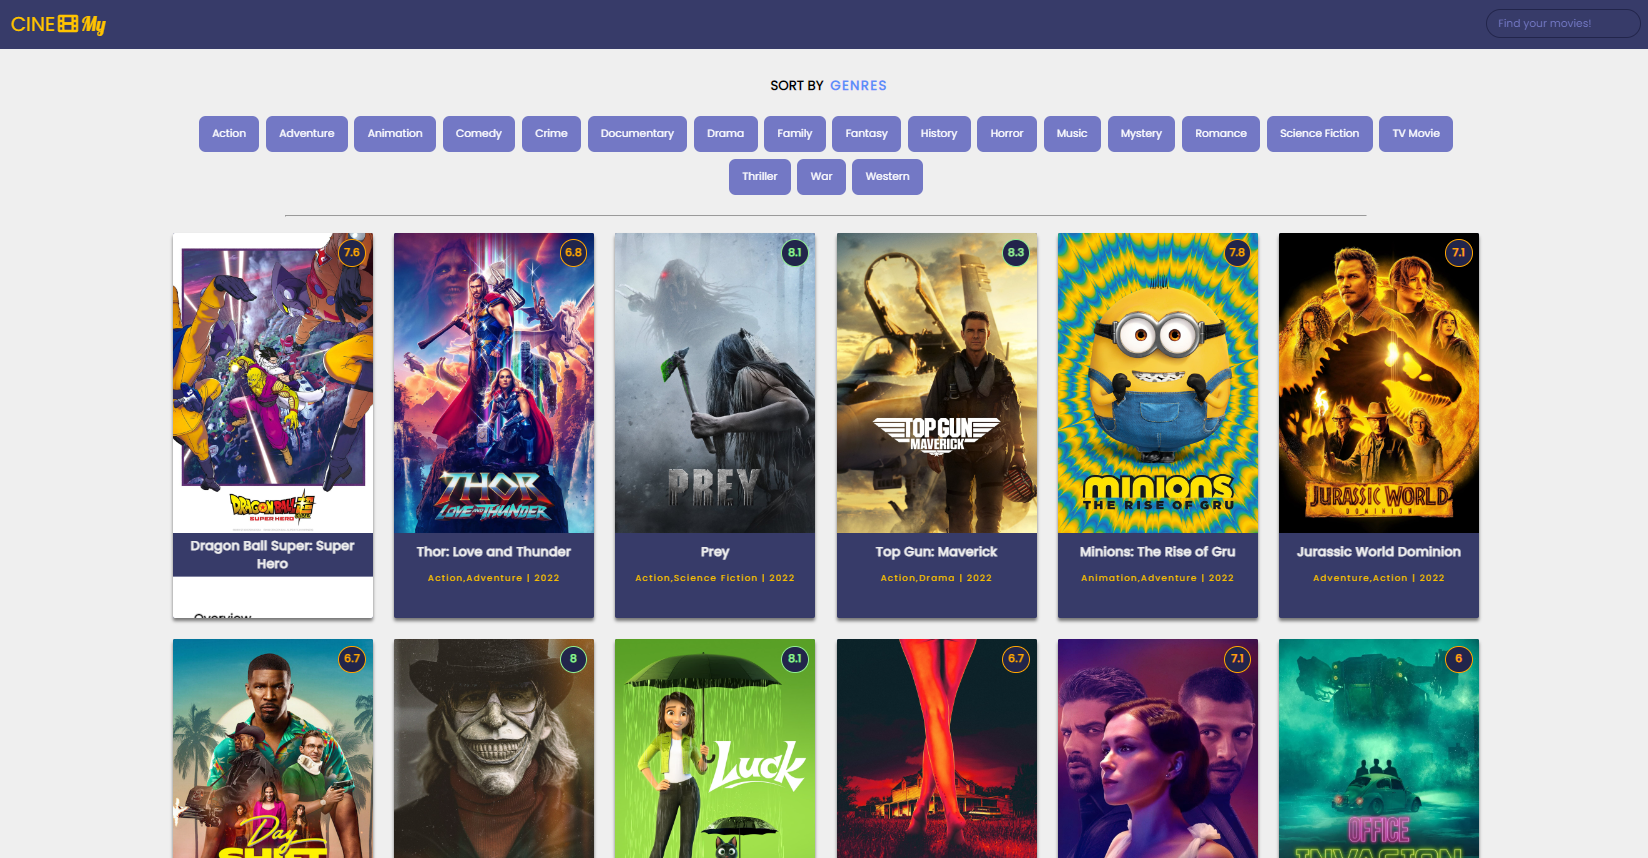 CINE My
Find your movies!
SORT BY GENRES
Action Adventure Animation Comedy Crime Documentary Drama Family Fantasy History Horror Music Mystery Romance Science Fiction TV Movie
Thriller War Western
7.6 6.8 8.1 8.3 7.8 7.1
DRAGONBALL SUPER
SUPER HERO
THOR
LOVE AND THUNDER
PREY
TOP GUN
MAVERICK
MINIONS
THE RISE OF GRU
JURASSIC WORLD
DOMINION
Dragon Ball Super: Super
Hero
Overview
Thor: Love and Thunder
Action,Adventure | 2022
Prey
Action,Science Fiction | 2022
Top Gun: Maverick
Action,Drama | 2022
Minions: The Rise of Gru
Animation,Adventure | 2022
Jurassic World Dominion
Adventure,Action | 2022
6.7 8 8.1 6.7 7.1 6
Day
SHIFT
Luck
OFFICE
INVASION